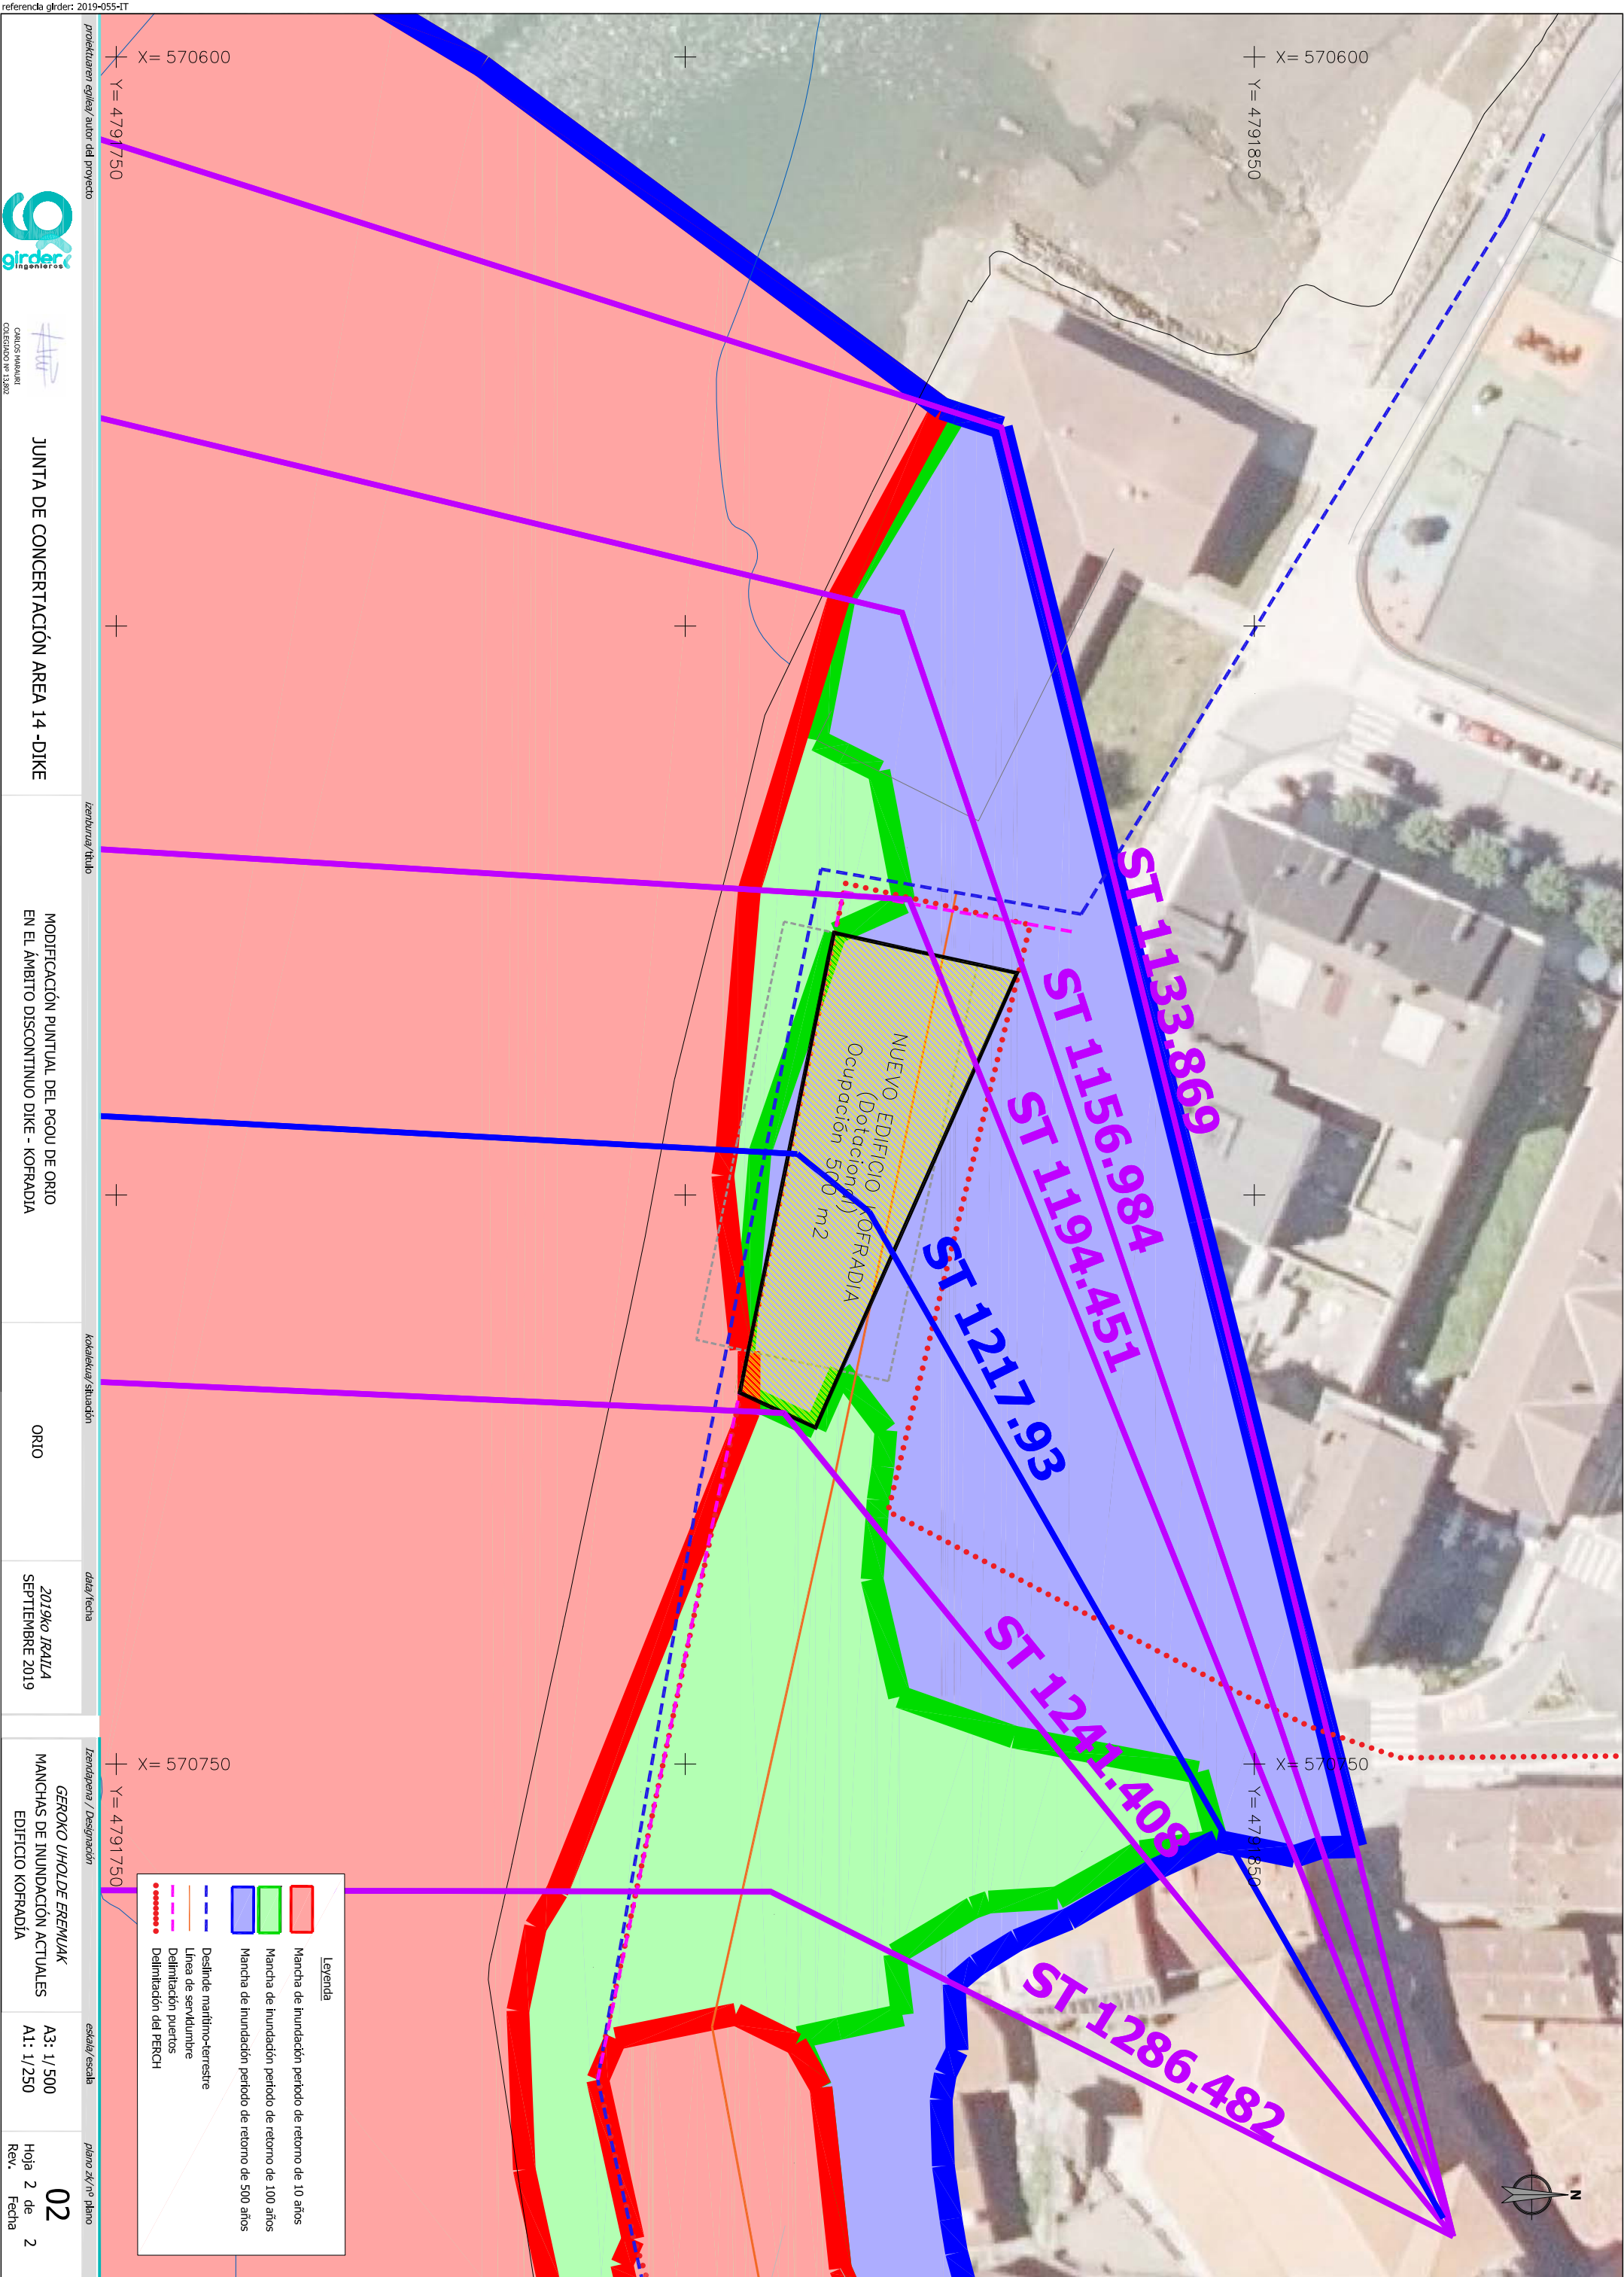 referencia girder: 2019-055-IT
X= 570600
Y= 4791850
X= 570600
Y= 4791750
X= 570750
Y= 4791850
X= 570750
Y= 4791750
ST 1133.869
ST 1156.984
ST 1194.451
ST 1217.93
ST 1241.408
ST 1286.482
NUEVO EDIFICIO KOFRADIA
(Dotacional)
Ocupación 500 m2
N
Leyenda
Mancha de inundación periodo de retorno de 10 años
Mancha de inundación periodo de retorno de 100 años
Mancha de inundación periodo de retorno de 500 años
Deslinde marítimo-terrestre
Línea de servidumbre
Delimitación puertos
Delimitación del PERCH
proiektuaren egilea/autor del proyecto
girder
ingenieros
CARLOS MARAURI
COLEGIADO Nº 13,802
JUNTA DE CONCERTACIÓN AREA 14 -DIKE
izenburua/título
MODIFICACIÓN PUNTUAL DEL PGOU DE ORIO
EN EL ÁMBITO DISCONTINUO DIKE - KOFRADIA
kokalekua/situación
ORIO
data/fecha
2019ko IRAILA
SEPTIEMBRE 2019
Izendapena / Designación
GEROKO UHOLDE EREMUAK
MANCHAS DE INUNDACIÓN ACTUALES
EDIFICIO KOFRADÍA
eskala/escala
A3: 1/ 500
A1: 1/250
plano zk/nº plano
02
Hoja 2 de 2
Rev. Fecha